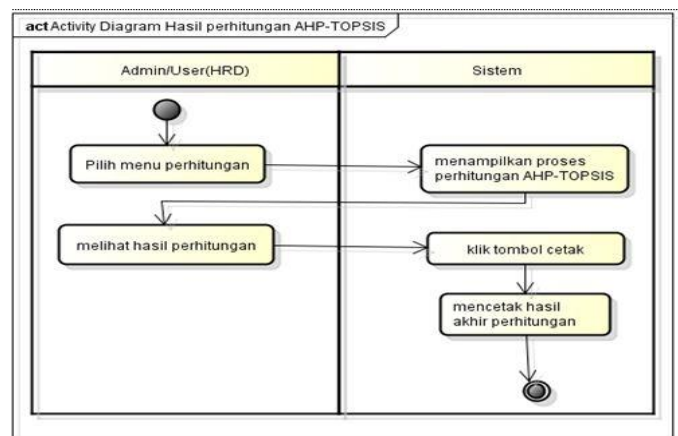 act Activity Diagram Hasil perhitungan AHP-TOPSIS
Admin/User(HRD)
Sistem
Pilih menu perhitungan
menampilkan proses
perhitungan AHP-TOPSIS
melihat hasil perhitungan
klik tombol cetak
mencetak hasil
akhir perhitungan